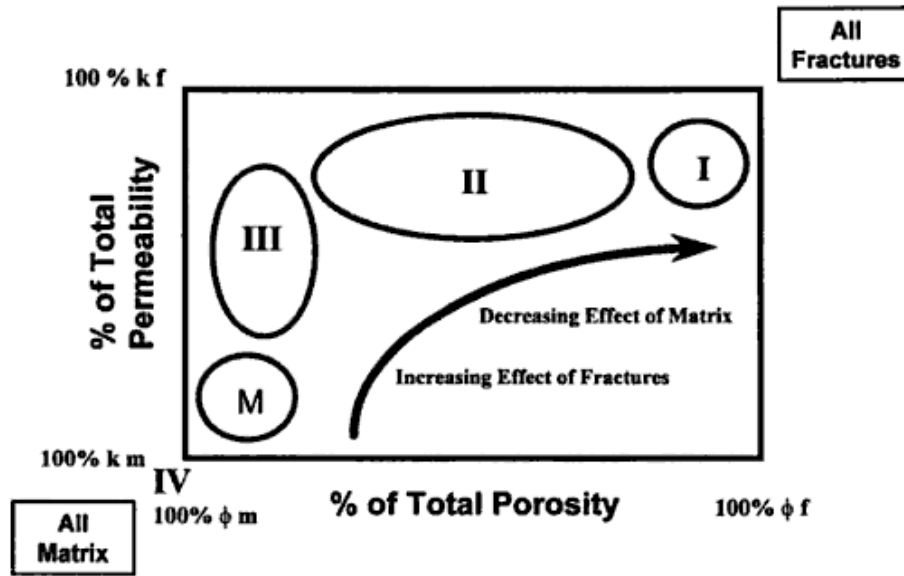 All
Fractures
100 % k f
% of Total
Permeability
I
II
III
Decreasing Effect of Matrix
Increasing Effect of Fractures
M
100% k m
IV
100% ϕ m
% of Total Porosity
100% ϕ f
All
Matrix